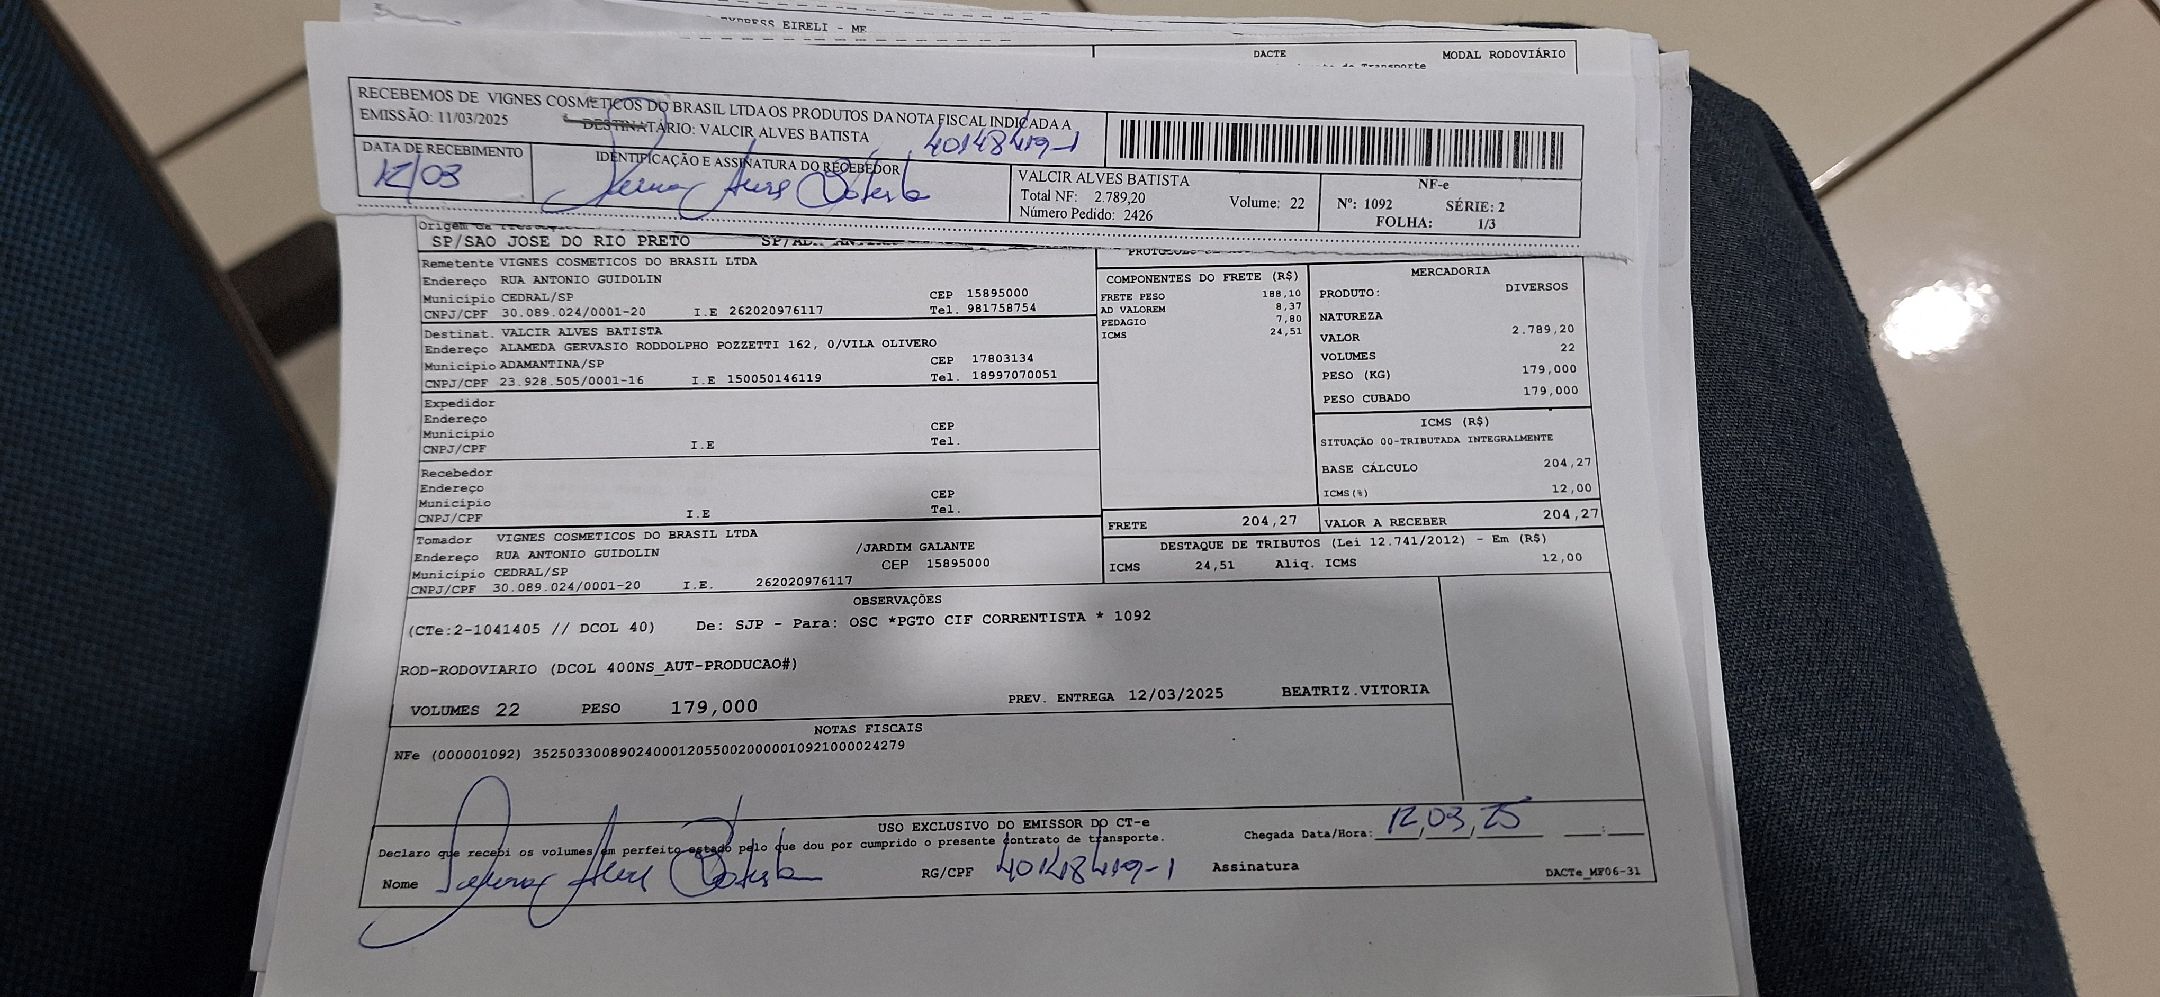 EXPRESS EIRELI - ME
DACTE MODAL RODOVIÁRIO
de Transporte
RECEBEMOS DE VIGNES COSMETICOS DO BRASIL LTDA OS PRODUTOS DA NOTA FISCAL INDICADA A
EMISSÃO: 11/03/2025 DESTINATÁRIO: VALCIR ALVES BATISTA 40148419-1
DATA DE RECEBIMENTO IDENTIFICAÇÃO E ASSINATURA DO RECEBEDOR
12/03
VALCIR ALVES BATISTA
Total NF: 2.789,20 Volume: 22
Número Pedido: 2426
NF-e
Nº: 1092 SÉRIE: 2
FOLHA: 1/3
Origem da
SP/SAO JOSE DO RIO PRETO
Remetente VIGNES COSMETICOS DO BRASIL LTDA
Endereço RUA ANTONIO GUIDOLIN
Município CEDRAL/SP CEP 15895000
CNPJ/CPF 30.089.024/0001-20 I.E 262020976117 Tel. 981758754
Destinat. VALCIR ALVES BATISTA
Endereço ALAMEDA GERVASIO RODDOLPHO POZZETTI 162, 0/VILA OLIVERO
Município ADAMANTINA/SP CEP 17803134
CNPJ/CPF 23.928.505/0001-16 I.E 150050146119 Tel. 18997070051
Expedidor
Endereço
Município CEP
CNPJ/CPF I.E Tel.
Recebedor
Endereço
Município CEP
CNPJ/CPF I.E Tel.
Tomador VIGNES COSMETICOS DO BRASIL LTDA
Endereço RUA ANTONIO GUIDOLIN /JARDIM GALANTE
Município CEDRAL/SP CEP 15895000
CNPJ/CPF 30.089.024/0001-20 I.E. 262020976117
COMPONENTES DO FRETE (R$)
FRETE PESO 188,10
AD VALOREM 8,37
PEDAGIO 7,80
ICMS 24,51
MERCADORIA
PRODUTO: DIVERSOS
NATUREZA
VALOR 2.789,20
VOLUMES 22
PESO (KG) 179,000
PESO CUBADO 179,000
ICMS (R$)
SITUAÇÃO 00-TRIBUTADA INTEGRALMENTE
BASE CÁLCULO 204,27
ICMS(%) 12,00
FRETE 204,27 VALOR A RECEBER 204,27
DESTAQUE DE TRIBUTOS (Lei 12.741/2012) - Em (R$)
ICMS 24,51 Aliq. ICMS 12,00
OBSERVAÇÕES
(CTe:2-1041405 // DCOL 40) De: SJP - Para: OSC *PGTO CIF CORRENTISTA * 1092
ROD-RODOVIARIO (DCOL 400NS_AUT-PRODUCAO#)
VOLUMES 22 PESO 179,000 PREV. ENTREGA 12/03/2025 BEATRIZ.VITORIA
NOTAS FISCAIS
NFe (000001092) 35250330089024000120550020000010921000024279
USO EXCLUSIVO DO EMISSOR DO CT-e
Declaro que recebi os volumes em perfeito estado pelo que dou por cumprido o presente contrato de transporte.
Chegada Data/Hora: 12,03,25
Nome RG/CPF 40148419-1 Assinatura
DACTe_MF06-31